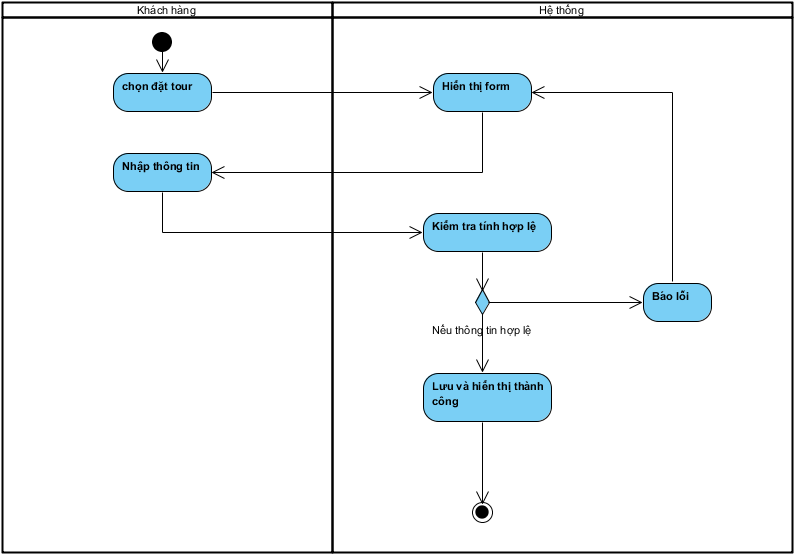 Khách hàng
Hệ thống
chọn đặt tour
Hiển thị form
Nhập thông tin
Kiểm tra tính hợp lệ
Báo lỗi
Nếu thông tin hợp lệ
Lưu và hiển thị thành
công